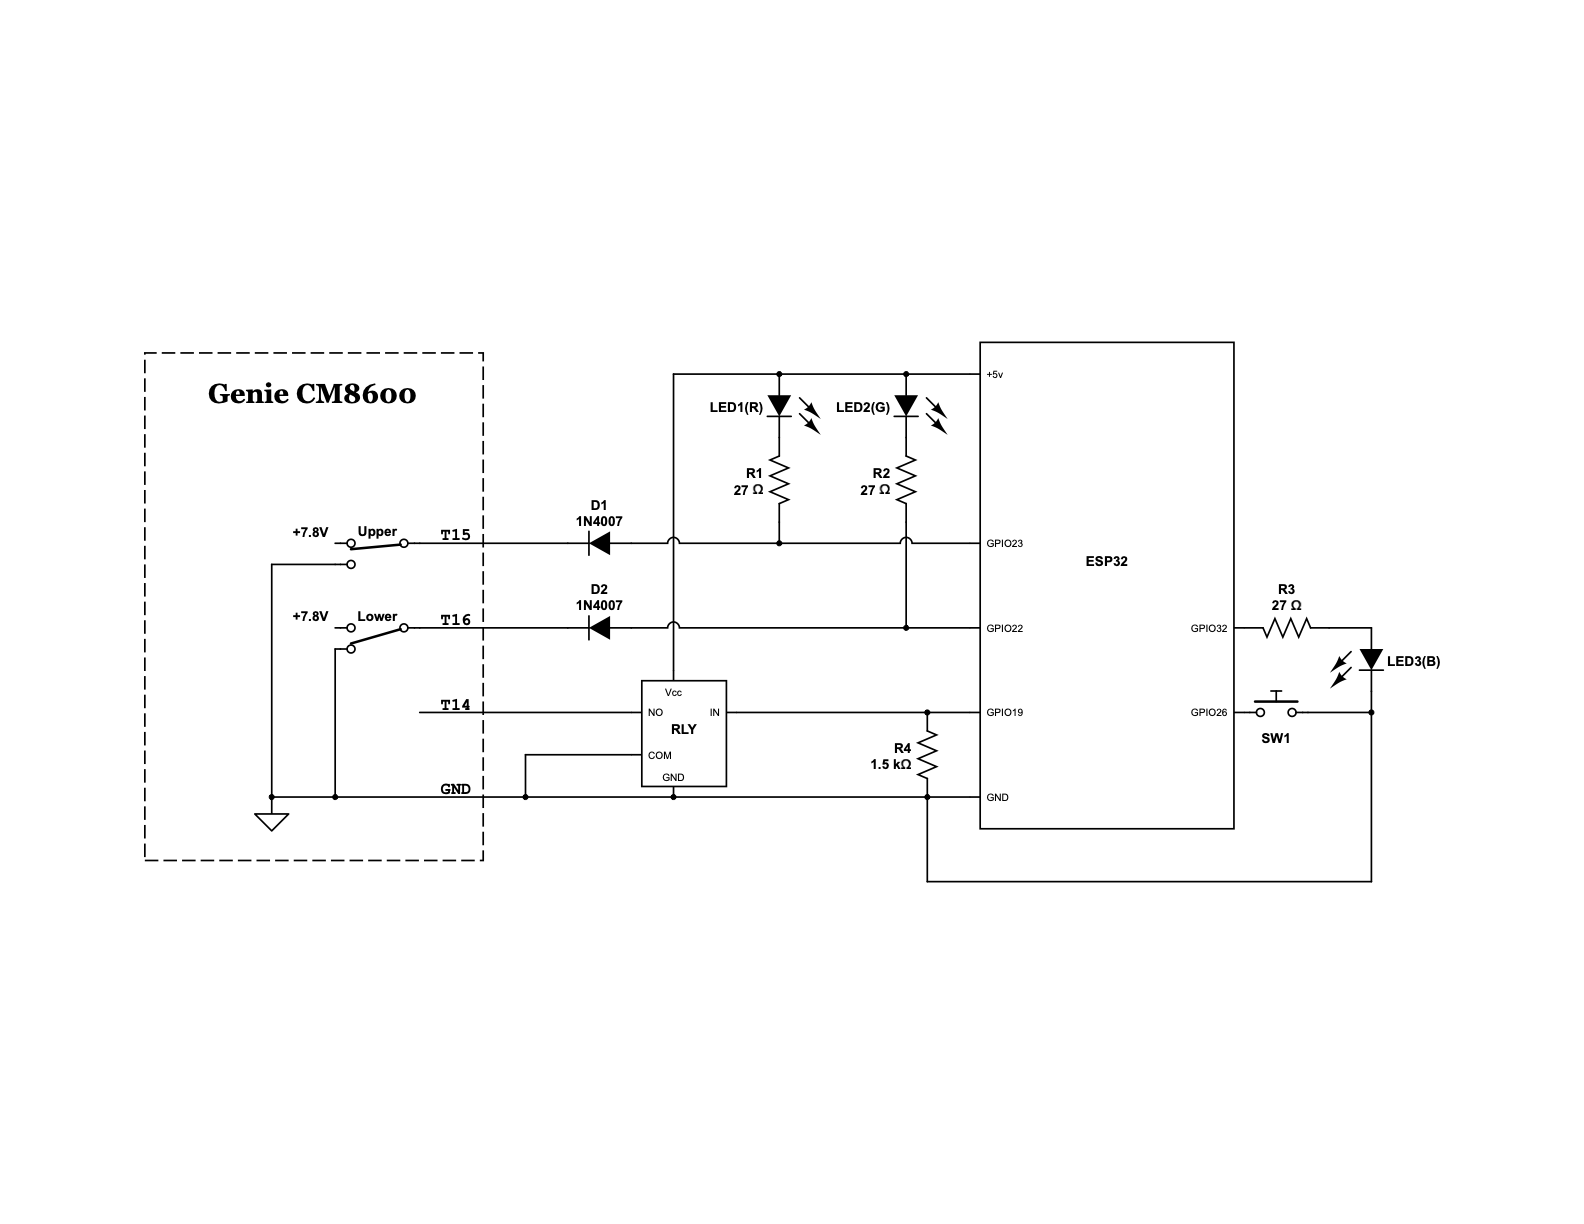 Genie CM8600
+5v
LED1(R)
LED2(G)
R1
27 Ω
R2
27 Ω
D1
1N4007
+7.8V
Upper
T15
GPIO23
ESP32
D2
1N4007
R3
27 Ω
+7.8V
Lower
T16
GPIO22
GPIO32
LED3(B)
Vcc
T14
NO
IN
RLY
GPIO19
GPIO26
SW1
R4
1.5 kΩ
COM
GND
GND
GND